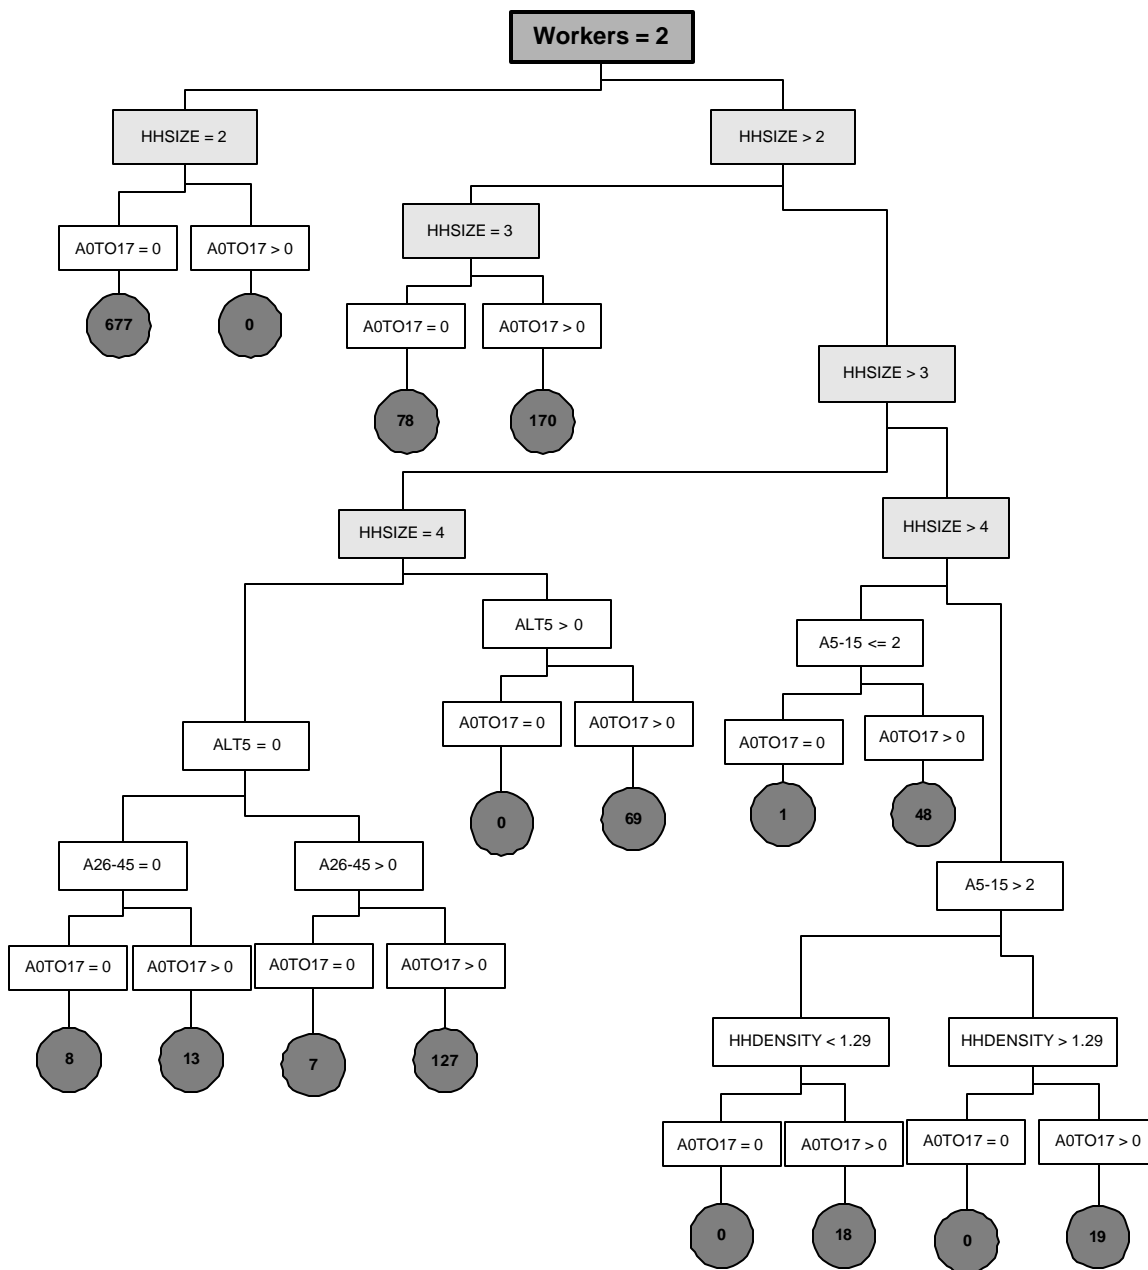 Workers = 2
HHSIZE = 2
HHSIZE > 2
A0TO17 = 0
A0TO17 > 0
677
0
HHSIZE = 3
A0TO17 = 0
A0TO17 > 0
78
170
HHSIZE > 3
HHSIZE = 4
HHSIZE > 4
ALT5 > 0
A5-15 <= 2
A0TO17 = 0
A0TO17 > 0
A0TO17 = 0
A0TO17 > 0
ALT5 = 0
0
69
1
48
A26-45 = 0
A26-45 > 0
A5-15 > 2
A0TO17 = 0
A0TO17 > 0
A0TO17 = 0
A0TO17 > 0
8
13
7
127
HHDENSITY < 1.29
HHDENSITY > 1.29
A0TO17 = 0
A0TO17 > 0
A0TO17 = 0
A0TO17 > 0
0
18
0
19